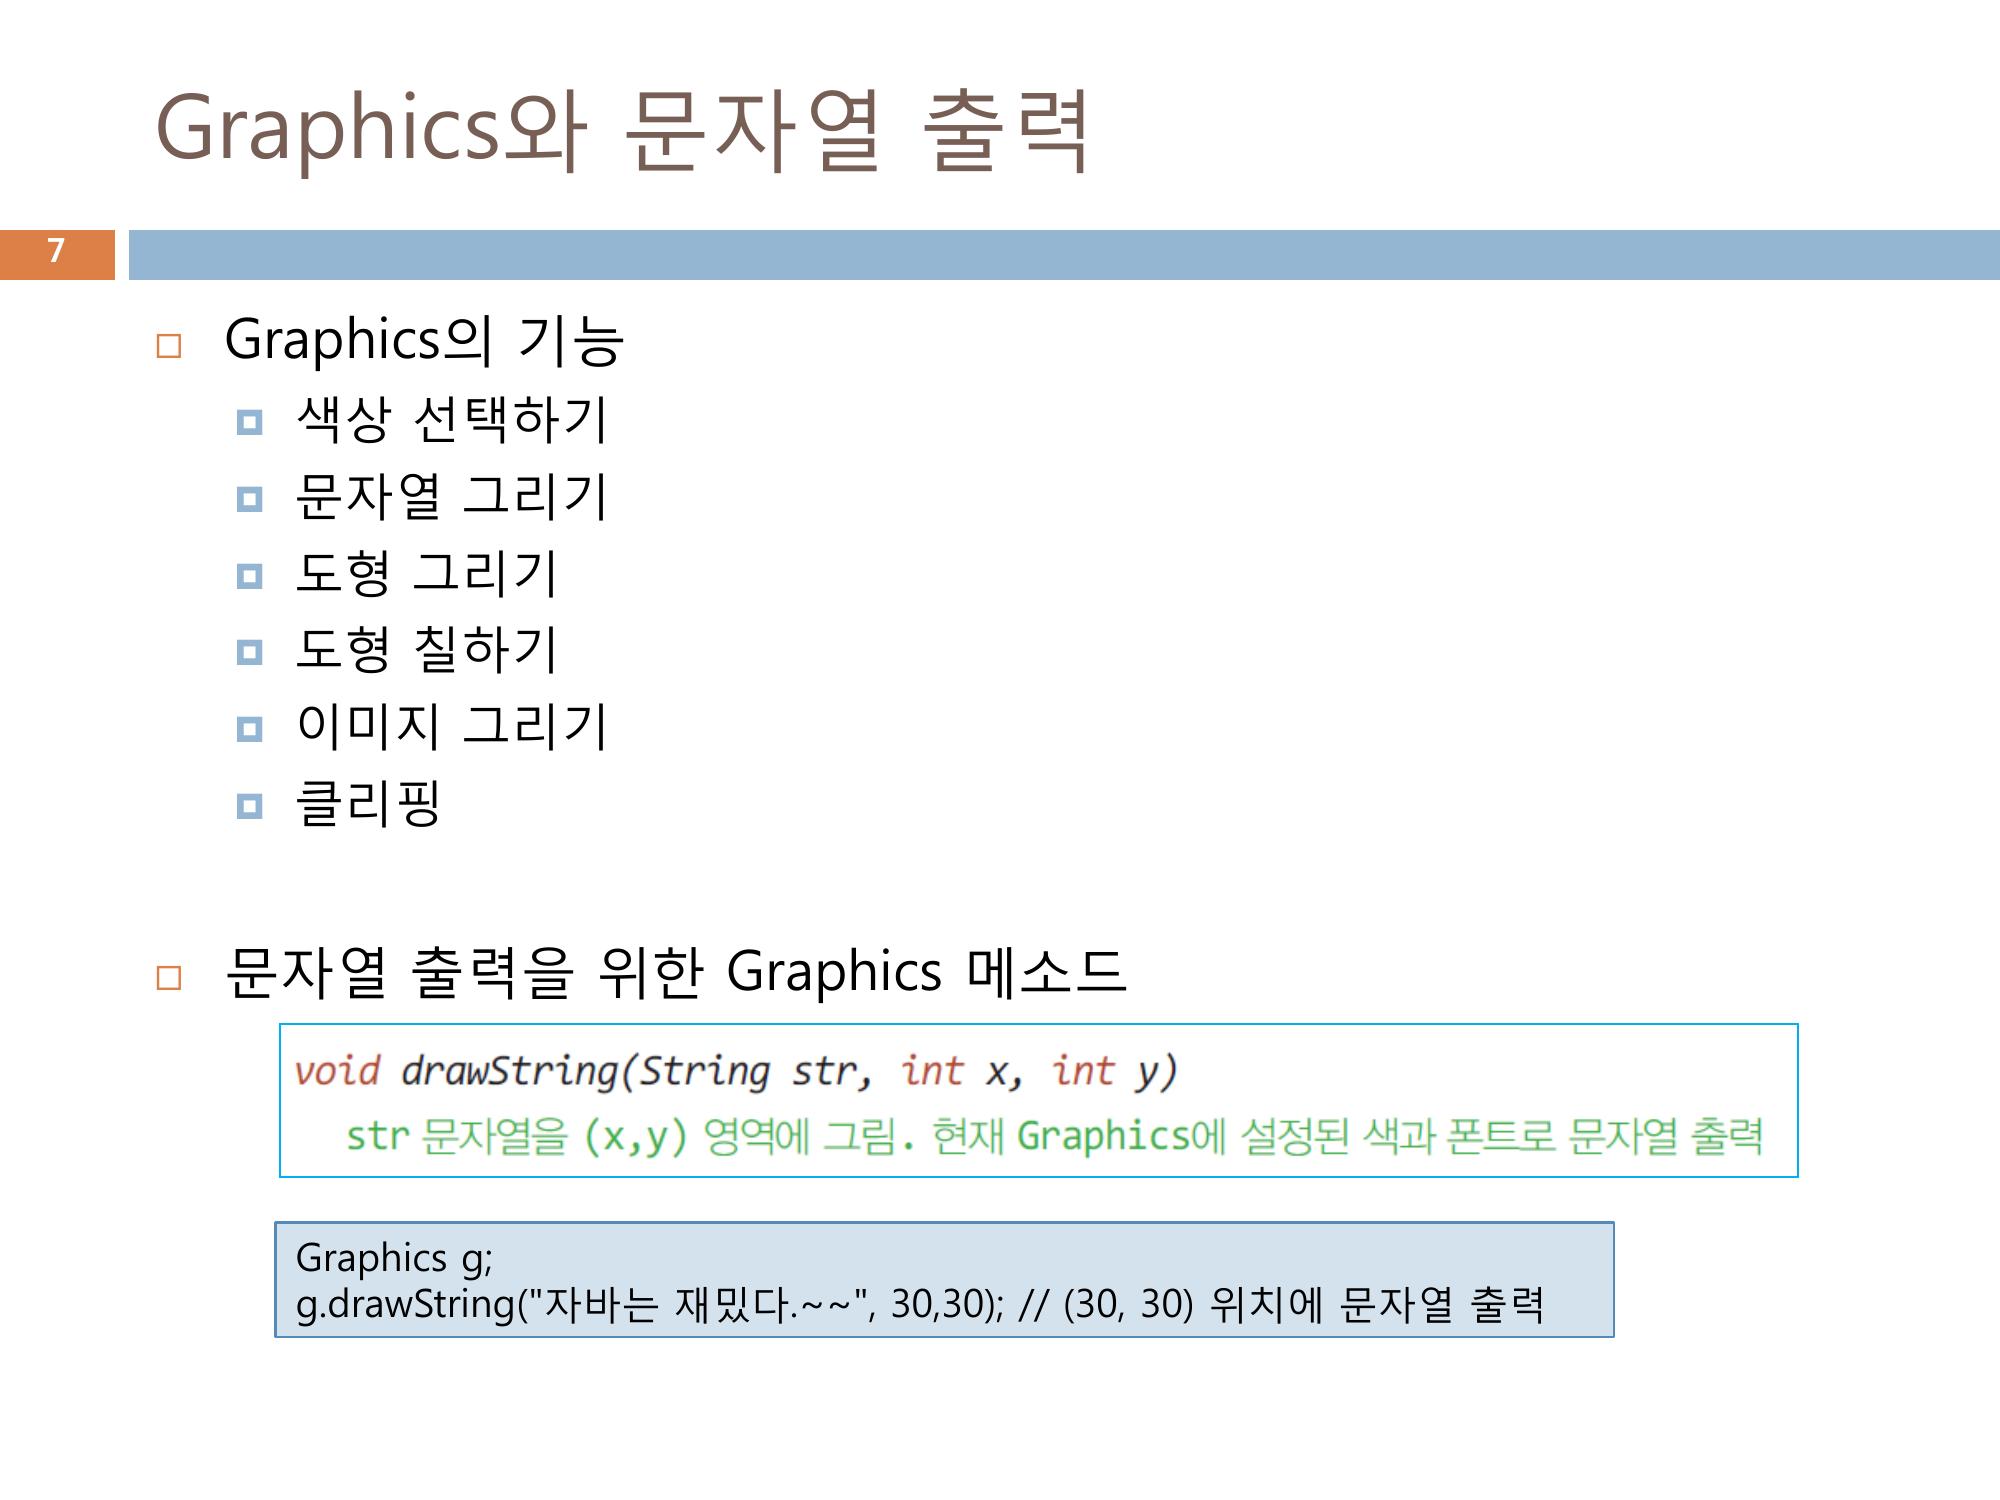 Graphics와 문자열 출력
7
Graphics의 기능
색상 선택하기
문자열 그리기
도형 그리기
도형 칠하기
이미지 그리기
클리핑
문자열 출력을 위한 Graphics 메소드
void drawString(String str, int x, int y)
str 문자열을 (x,y) 영역에 그림. 현재 Graphics에 설정된 색과 폰트로 문자열 출력
Graphics g;
g.drawString("자바는 재밌다.~~", 30,30); // (30, 30) 위치에 문자열 출력